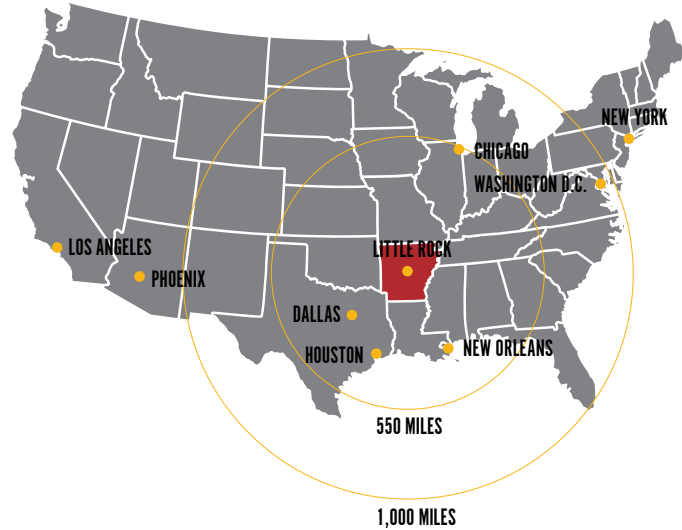 NEW YORK
CHICAGO
WASHINGTON D.C.
LOS ANGELES
LITTLE ROCK
PHOENIX
DALLAS
HOUSTON
NEW ORLEANS
550 MILES
1,000 MILES